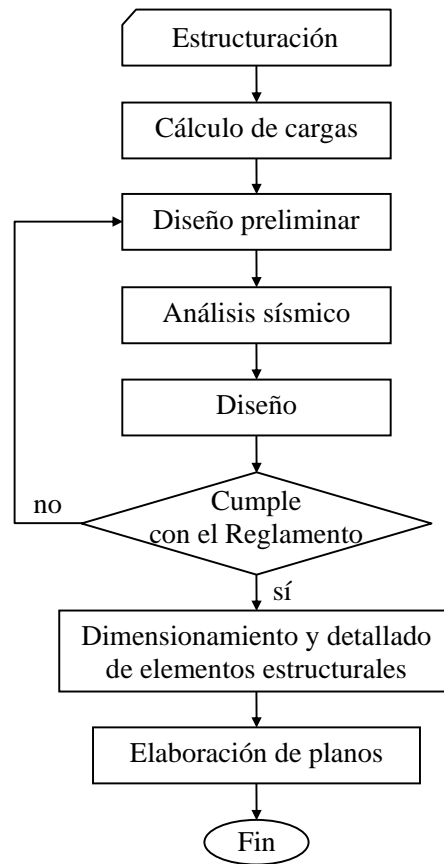 Estructuración
Cálculo de cargas
Diseño preliminar
Análisis sísmico
Diseño
Cumple
con el Reglamento
no
sí
Dimensionamiento y detallado
de elementos estructurales
Elaboración de planos
Fin